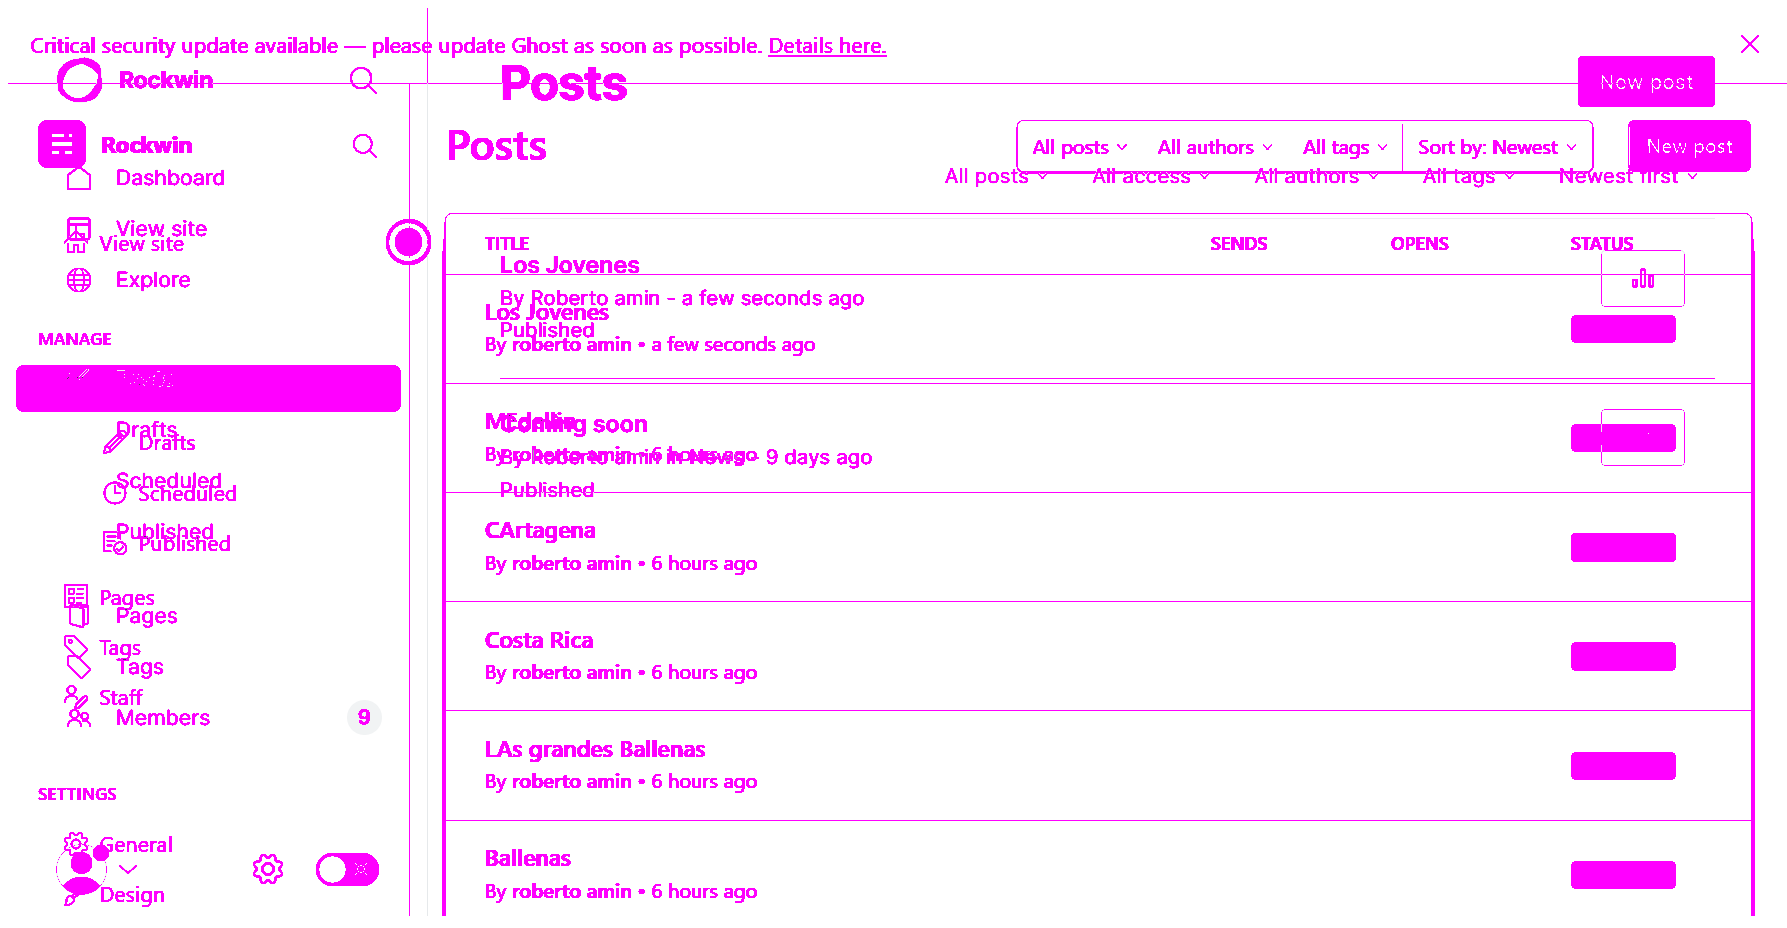 Critical security update available — please update Ghost as soon as possible. Details here.
Rockwin
Posts
New post
Rockwin
Posts
All posts
All authors
All tags
Sort by: Newest
New post
Dashboard
All posts
All access
All authors
All tags
Newest first
View site
View site
Explore
TITLE
SENDS
OPENS
STATUS
Los Jovenes
By Roberto amin - a few seconds ago
Published
Los Jovenes
By roberto amin • a few seconds ago
MANAGE
Drafts
Drafts
Scheduled
Scheduled
Published
Published
MEdellin
By roberto amin • 6 hours ago
Coming soon
By Roberto amin in News - 9 days ago
Published
CArtagena
By roberto amin • 6 hours ago
Pages
Pages
Tags
Tags
Staff
Members
9
Costa Rica
By roberto amin • 6 hours ago
LAs grandes Ballenas
By roberto amin • 6 hours ago
SETTINGS
General
Design
Ballenas
By roberto amin • 6 hours ago